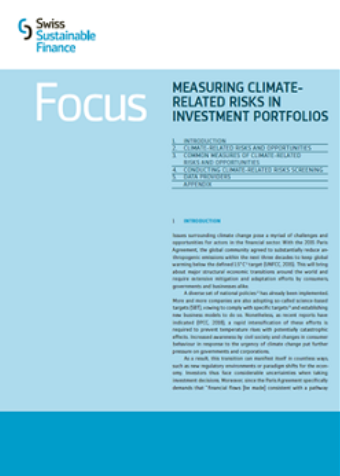 Swiss
Sustainable
Finance
Focus
MEASURING CLIMATE-
RELATED RISKS IN
INVESTMENT PORTFOLIOS
1. INTRODUCTION
2. CLIMATE-RELATED RISKS AND OPPORTUNITIES
3. COMMON MEASURES OF CLIMATE-RELATED
RISKS AND OPPORTUNITIES
4. CONDUCTING CLIMATE-RELATED RISKS SCREENING
5. DATA PROVIDERS
APPENDIX
1 INTRODUCTION
Issues surrounding climate change pose a myriad of challenges and
opportunities for actors in the financial sector. With the 2015 Paris
Agreement, the global community agreed to substantially reduce an-
thropogenic emissions within the next three decades to keep global
warming below the defined target (UNFCC, 2015). This will bring
about major structural economic transitions around the world and
require extensive mitigation and adaptation efforts by consumers,
governments and businesses alike.
A diverse set of national policies has already been implemented.
More and more companies are also adopting so-called science-based
targets (SBT), vowing to comply with specific targets and establishing
new business models to do so. Nonetheless, as recent reports have
indicated (IPCC, 2018), a rapid intensification of these efforts is
required to prevent temperature rises with potentially catastrophic
effects. Increased awareness by civil society and changes in consumer
behaviour in response to the urgency of climate change put further
pressure on governments and corporations.
As a result, this transition can manifest itself in countless ways,
such as new regulatory environments or paradigm shifts for the econ-
omy. Investors thus face considerable uncertainties when taking
investment decisions. Moreover, since the Paris Agreement specifically
demands that "financial flows [be made] consistent with a pathway